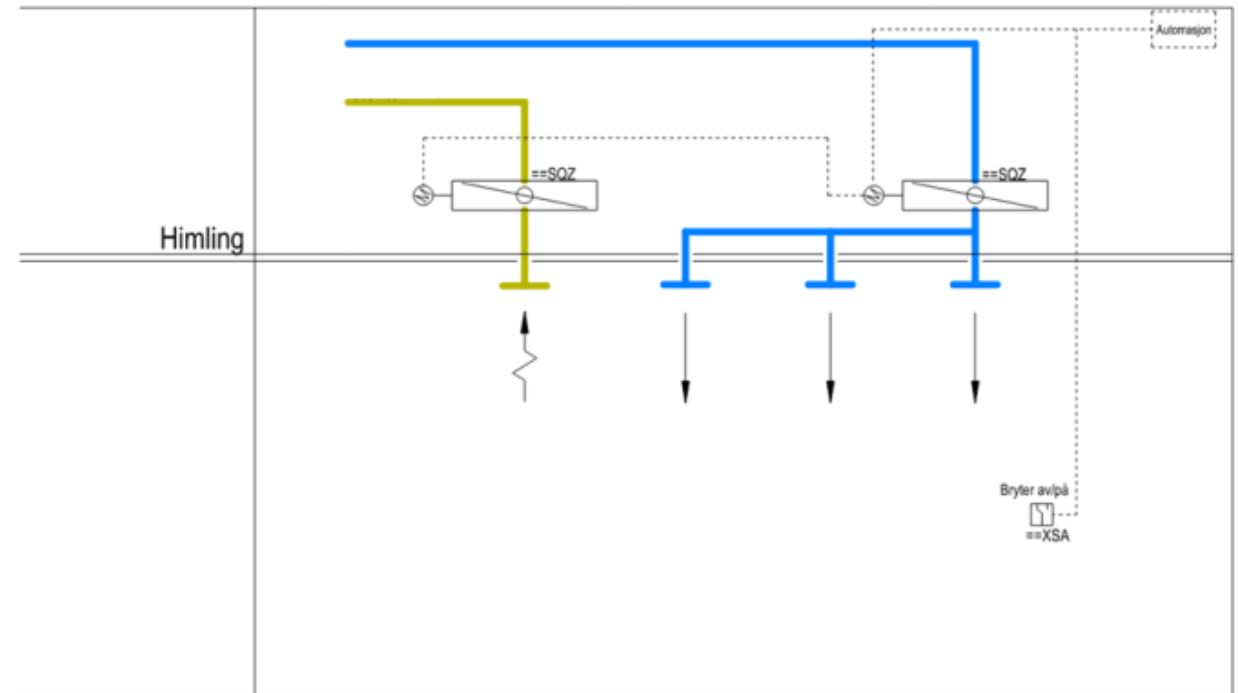 Automasjon
==SQZ
==SQZ
M
M
Himling
Bryter av/på
==XSA